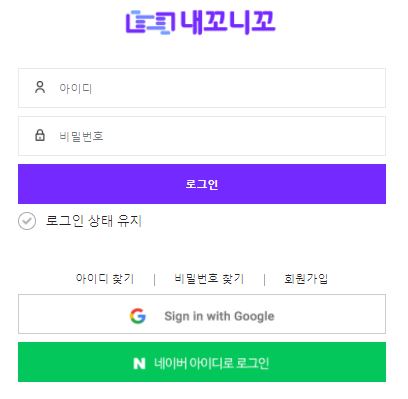 내꼬니꼬
아이디
비밀번호
로그인
로그인 상태 유지
아이디 찾기 | 비밀번호 찾기 | 회원가입
Sign in with Google
N 네이버 아이디로 로그인